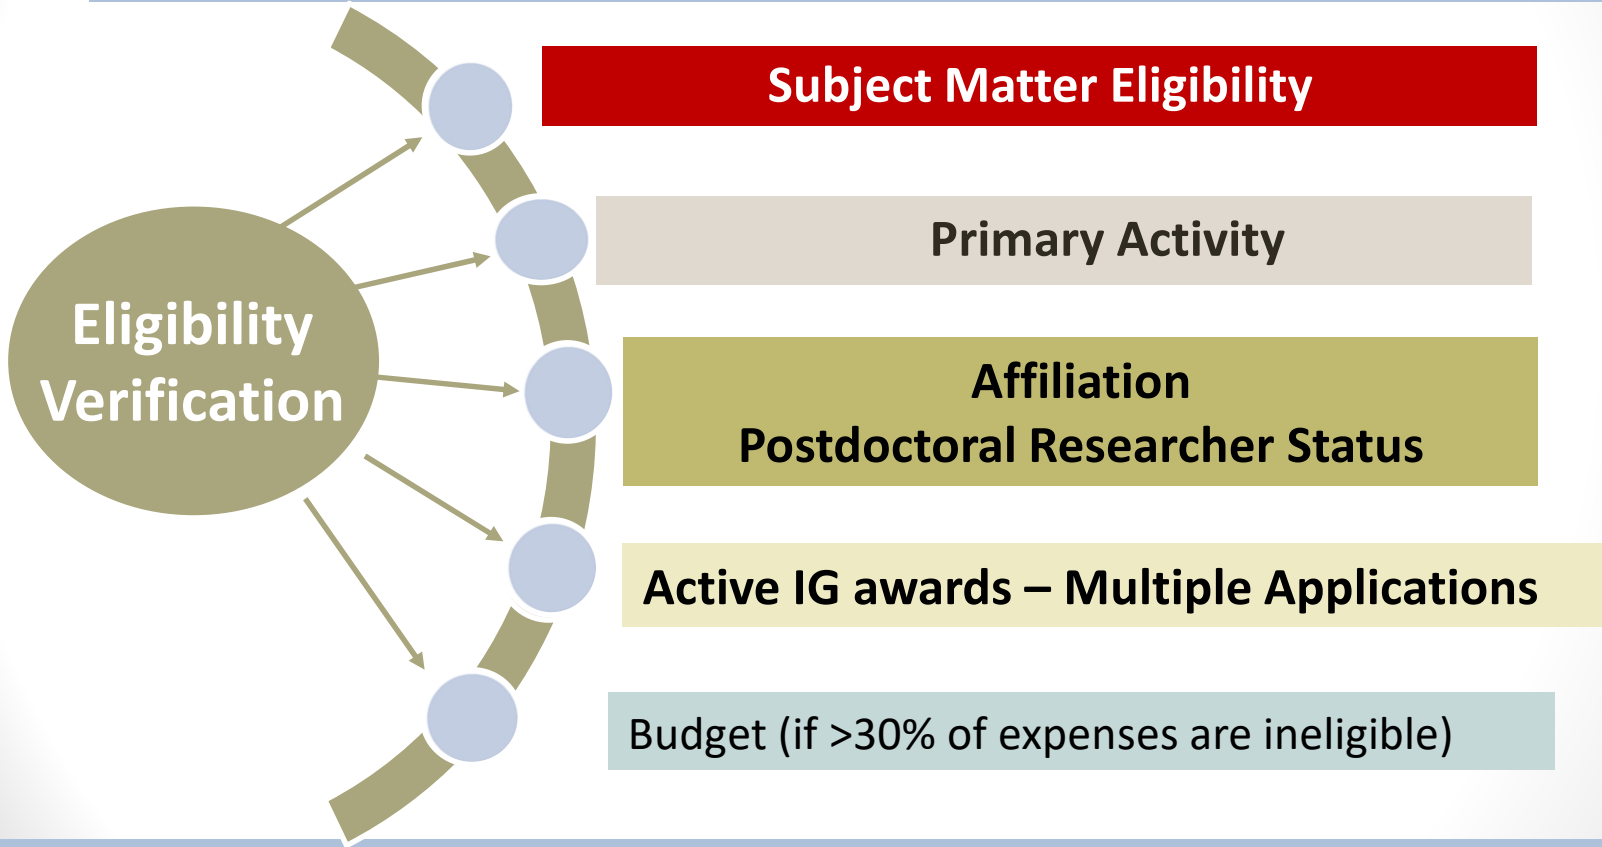 Eligibility
Verification
Subject Matter Eligibility
Primary Activity
Affiliation
Postdoctoral Researcher Status
Active IG awards – Multiple Applications
Budget (if >30% of expenses are ineligible)